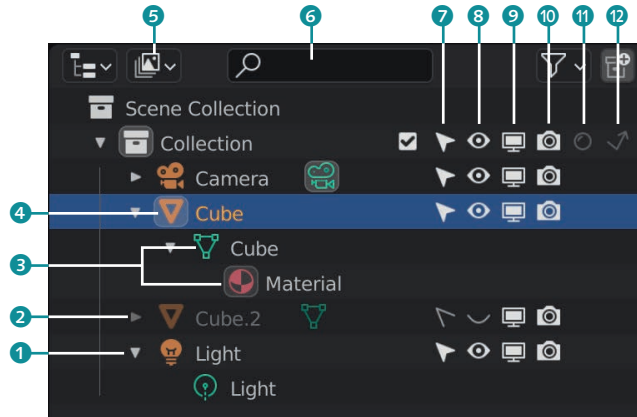 5 6 7 8 9 10 11 12
Scene Collection
Collection
Camera
4 Cube
Cube
3
Material
2 Cube.2
1 Light
Light